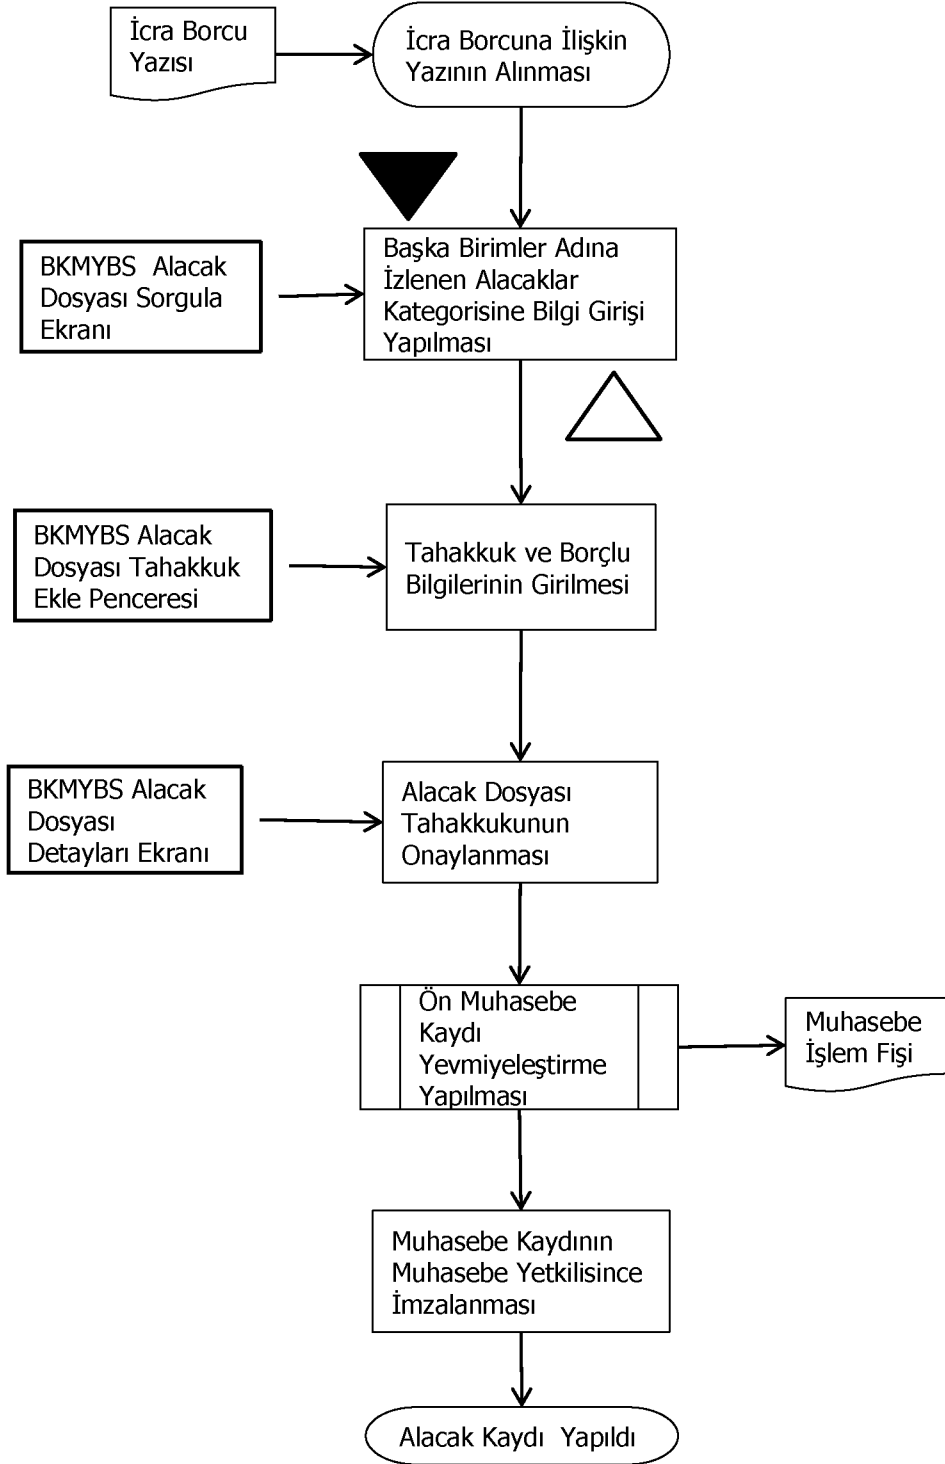 İcra Borcu
Yazısı
İcra Borcuna İlişkin
Yazının Alınması
BKMYBS  Alacak
Dosyası Sorgula
Ekranı
Başka Birimler Adına
İzlenen Alacaklar
Kategorisine Bilgi Girişi
Yapılması
BKMYBS Alacak
Dosyası Tahakkuk
Ekle Penceresi
Tahakkuk ve Borçlu
Bilgilerinin Girilmesi
BKMYBS Alacak
Dosyası
Detayları Ekranı
Alacak Dosyası
Tahakkukunun
Onaylanması
Ön Muhasebe
Kaydı
Yevmiyeleştirme
Yapılması
Muhasebe
İşlem Fişi
Muhasebe Kaydının
Muhasebe Yetkilisince
İmzalanması
Alacak Kaydı  Yapıldı